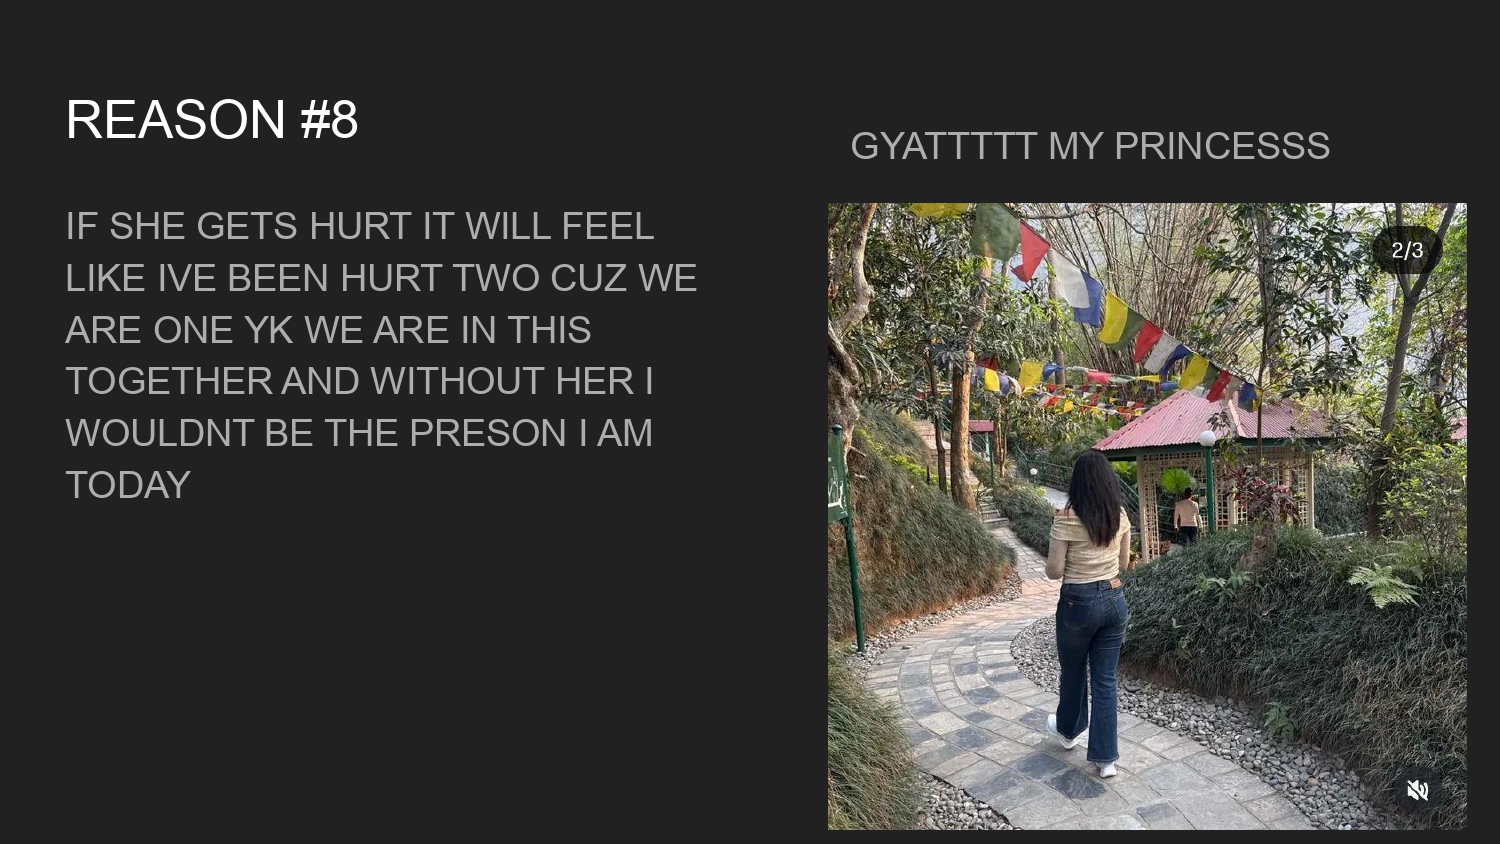 REASON #8
IF SHE GETS HURT IT WILL FEEL
LIKE IVE BEEN HURT TWO CUZ WE
ARE ONE YK WE ARE IN THIS
TOGETHER AND WITHOUT HER I
WOULDNT BE THE PRESON I AM
TODAY
GYATTTTT MY PRINCESSS
2/3